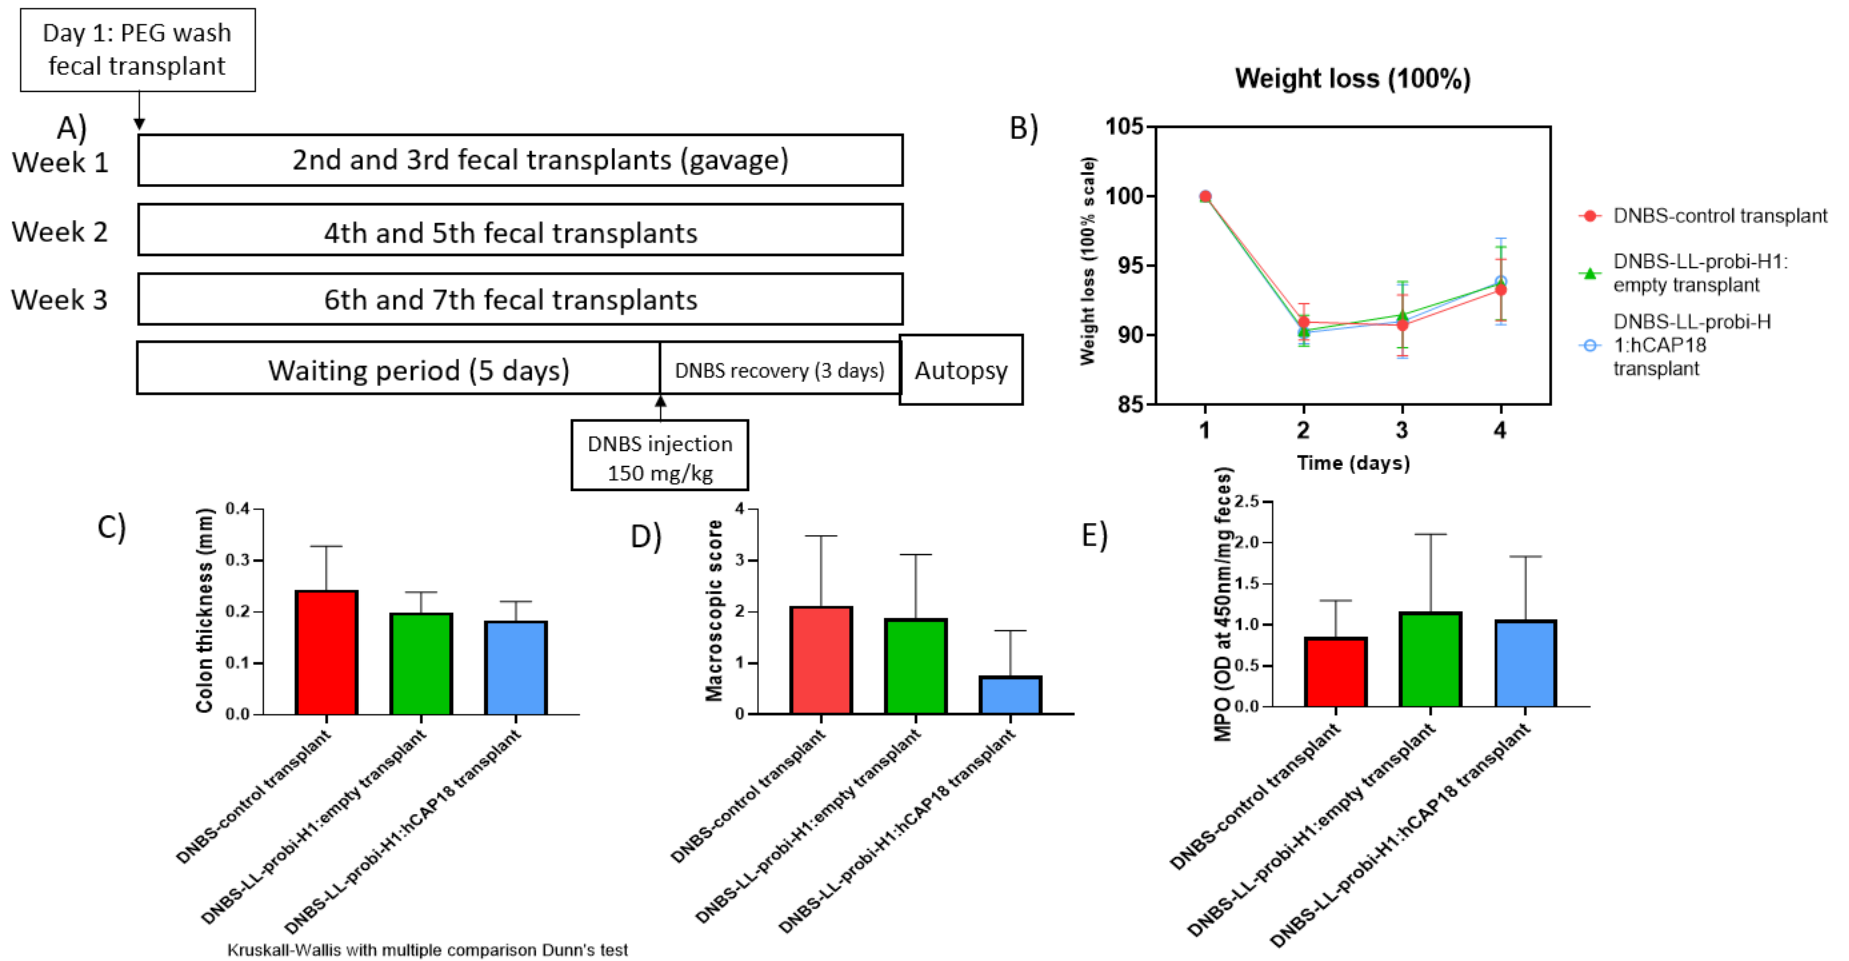 Day 1: PEG wash
fecal transplant
A)
Week 1
2nd and 3rd fecal transplants (gavage)
Week 2
4th and 5th fecal transplants
Week 3
6th and 7th fecal transplants
Waiting period (5 days)
DNBS recovery (3 days)
Autopsy
DNBS injection
150 mg/kg
B)
Weight loss (100%)
Weight loss (100% scale)
105
100
95
90
85
1
2
3
4
Time (days)
DNBS-control transplant
DNBS-LL-probi-H1:
empty transplant
DNBS-LL-probi-H
1:hCAP18
transplant
C)
Colon thickness (mm)
0.4
0.3
0.2
0.1
0.0
DNBS-control transplant
DNBS-LL-probi-H1:empty transplant
DNBS-LL-probi-H1:hCAP18 transplant
D)
Macroscopic score
4
3
2
1
0
DNBS-control transplant
DNBS-LL-probi-H1:empty transplant
DNBS-LL-probi-H1:hCAP18 transplant
E)
MPO (OD at 450nm/mg feces)
2.5
2.0
1.5
1.0
0.5
0.0
DNBS-control transplant
DNBS-LL-probi-H1:empty transplant
DNBS-LL-probi-H1:hCAP18 transplant
Kruskall-Wallis with multiple comparison Dunn's test